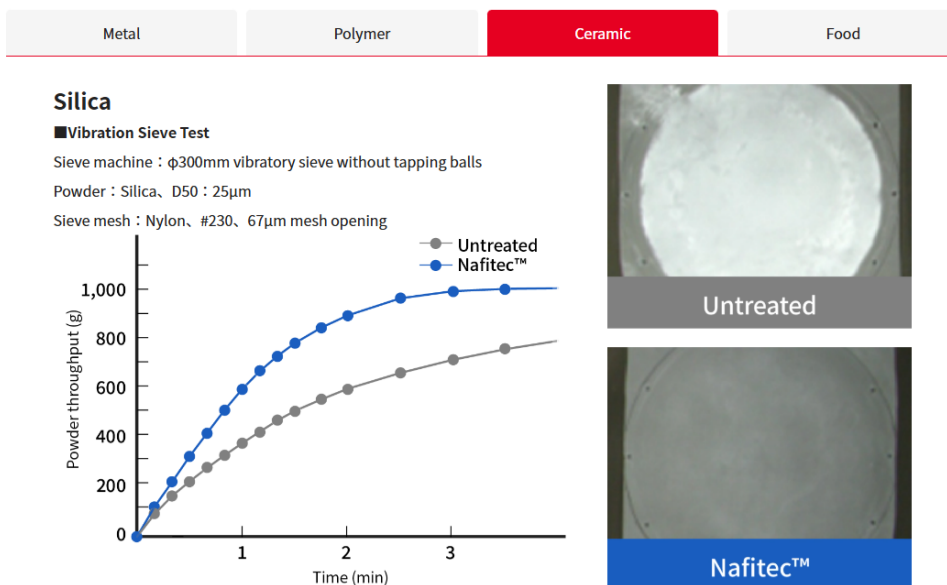 Metal
Polymer
Ceramic
Food
Silica
■Vibration Sieve Test
Sieve machine：φ300mm vibratory sieve without tapping balls
Powder：Silica、D50：25μm
Sieve mesh：Nylon、#230、67μm mesh opening
Untreated
Nafitec™
Powder throughput (g)
1,000
800
600
400
200
0
1
2
3
Time (min)
Untreated
Nafitec™